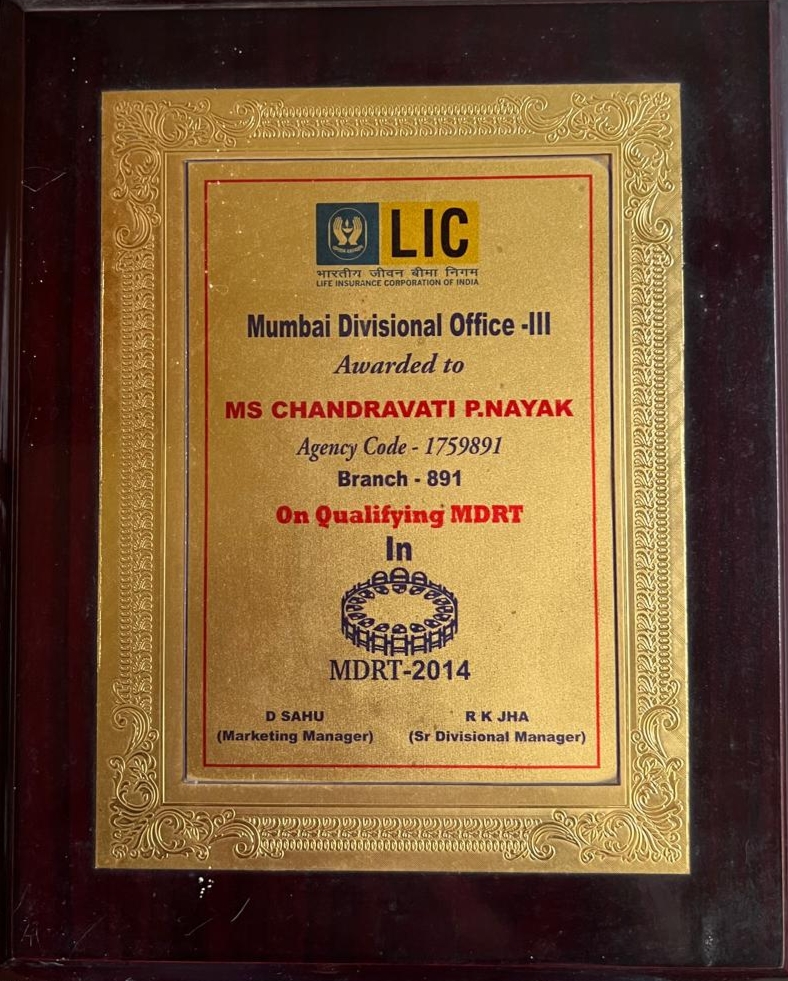 LIC
भारतीय जीवन बीमा निगम
LIFE INSURANCE CORPORATION OF INDIA
Mumbai Divisional Office -III
Awarded to
MS CHANDRAVATI P.NAYAK
Agency Code - 1759891
Branch - 891
On Qualifying MDRT
In
MDRT-2014
D SAHU R K JHA
(Marketing Manager) (Sr Divisional Manager)